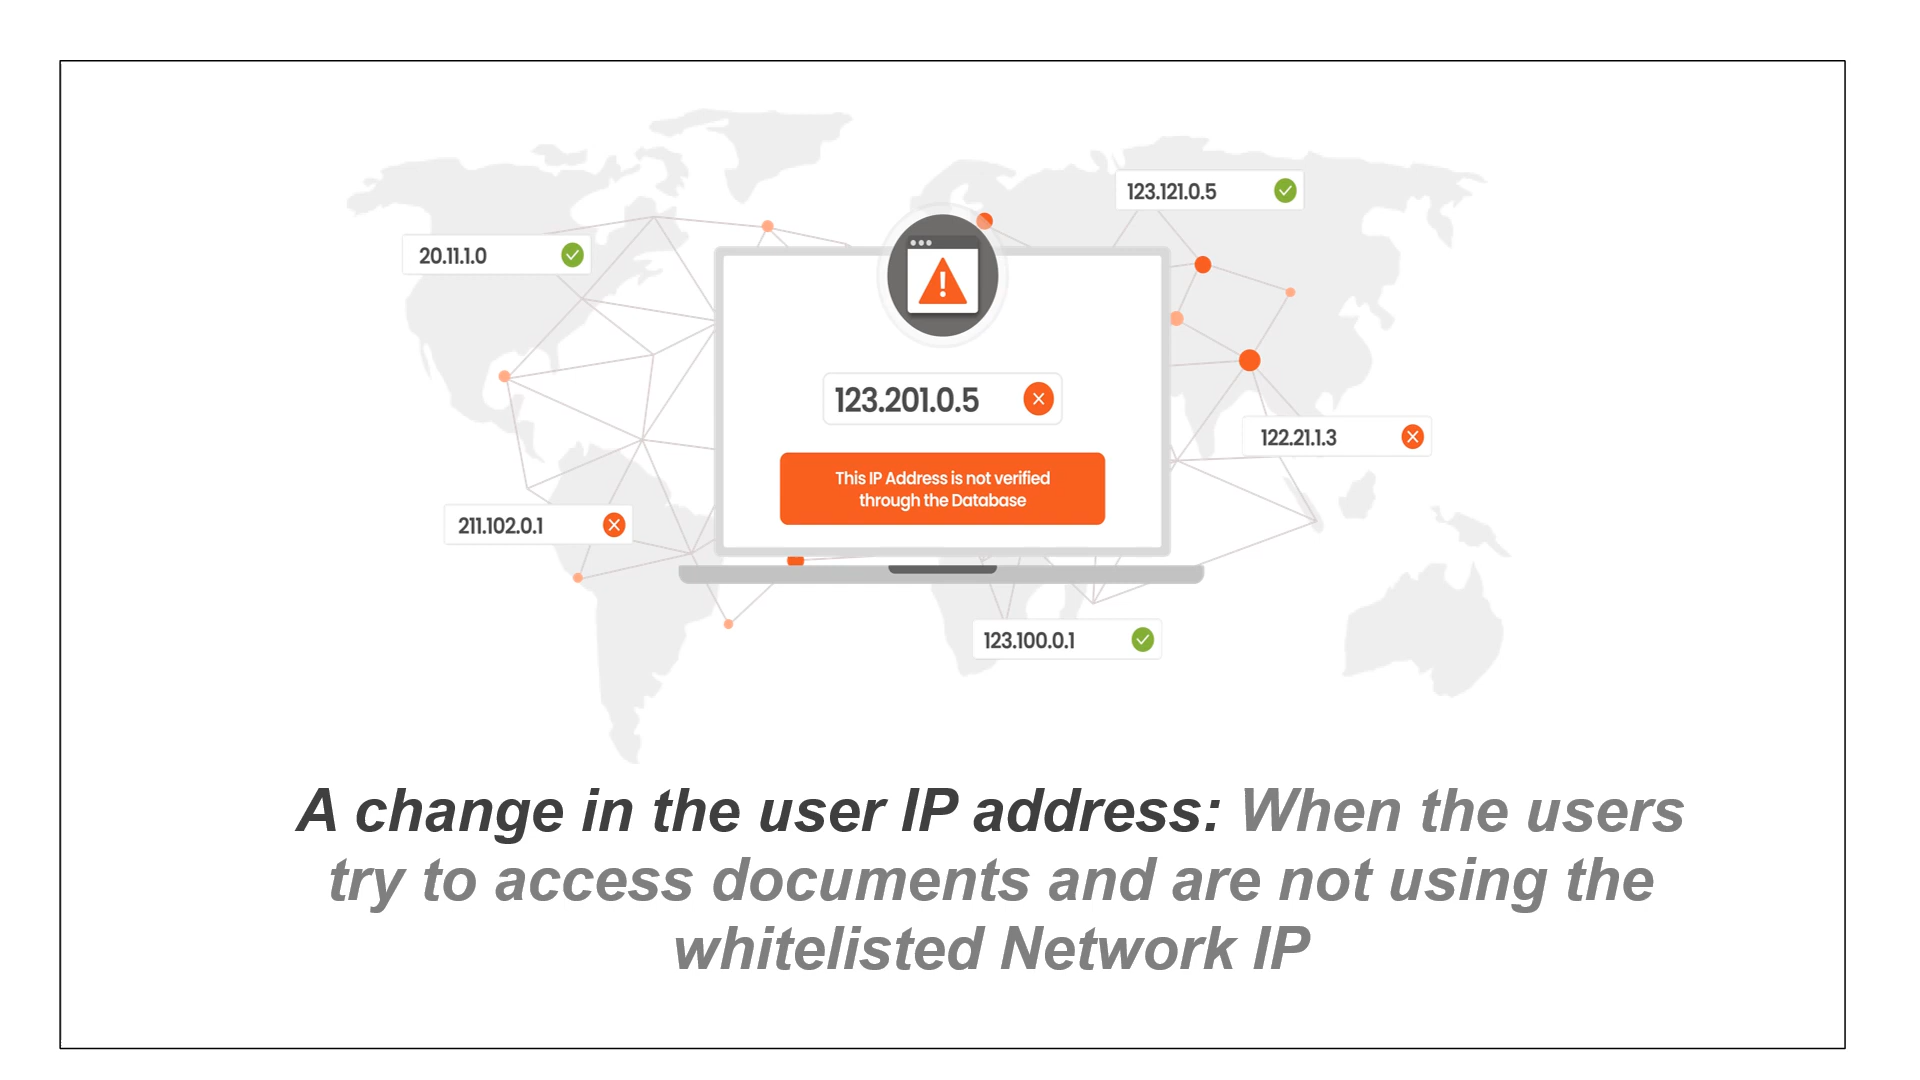 123.121.0.5
20.11.1.0
123.201.0.5
122.21.1.3
This IP Address is not verified
through the Database
211.102.0.1
123.100.0.1
A change in the user IP address: When the users
try to access documents and are not using the
whitelisted Network IP